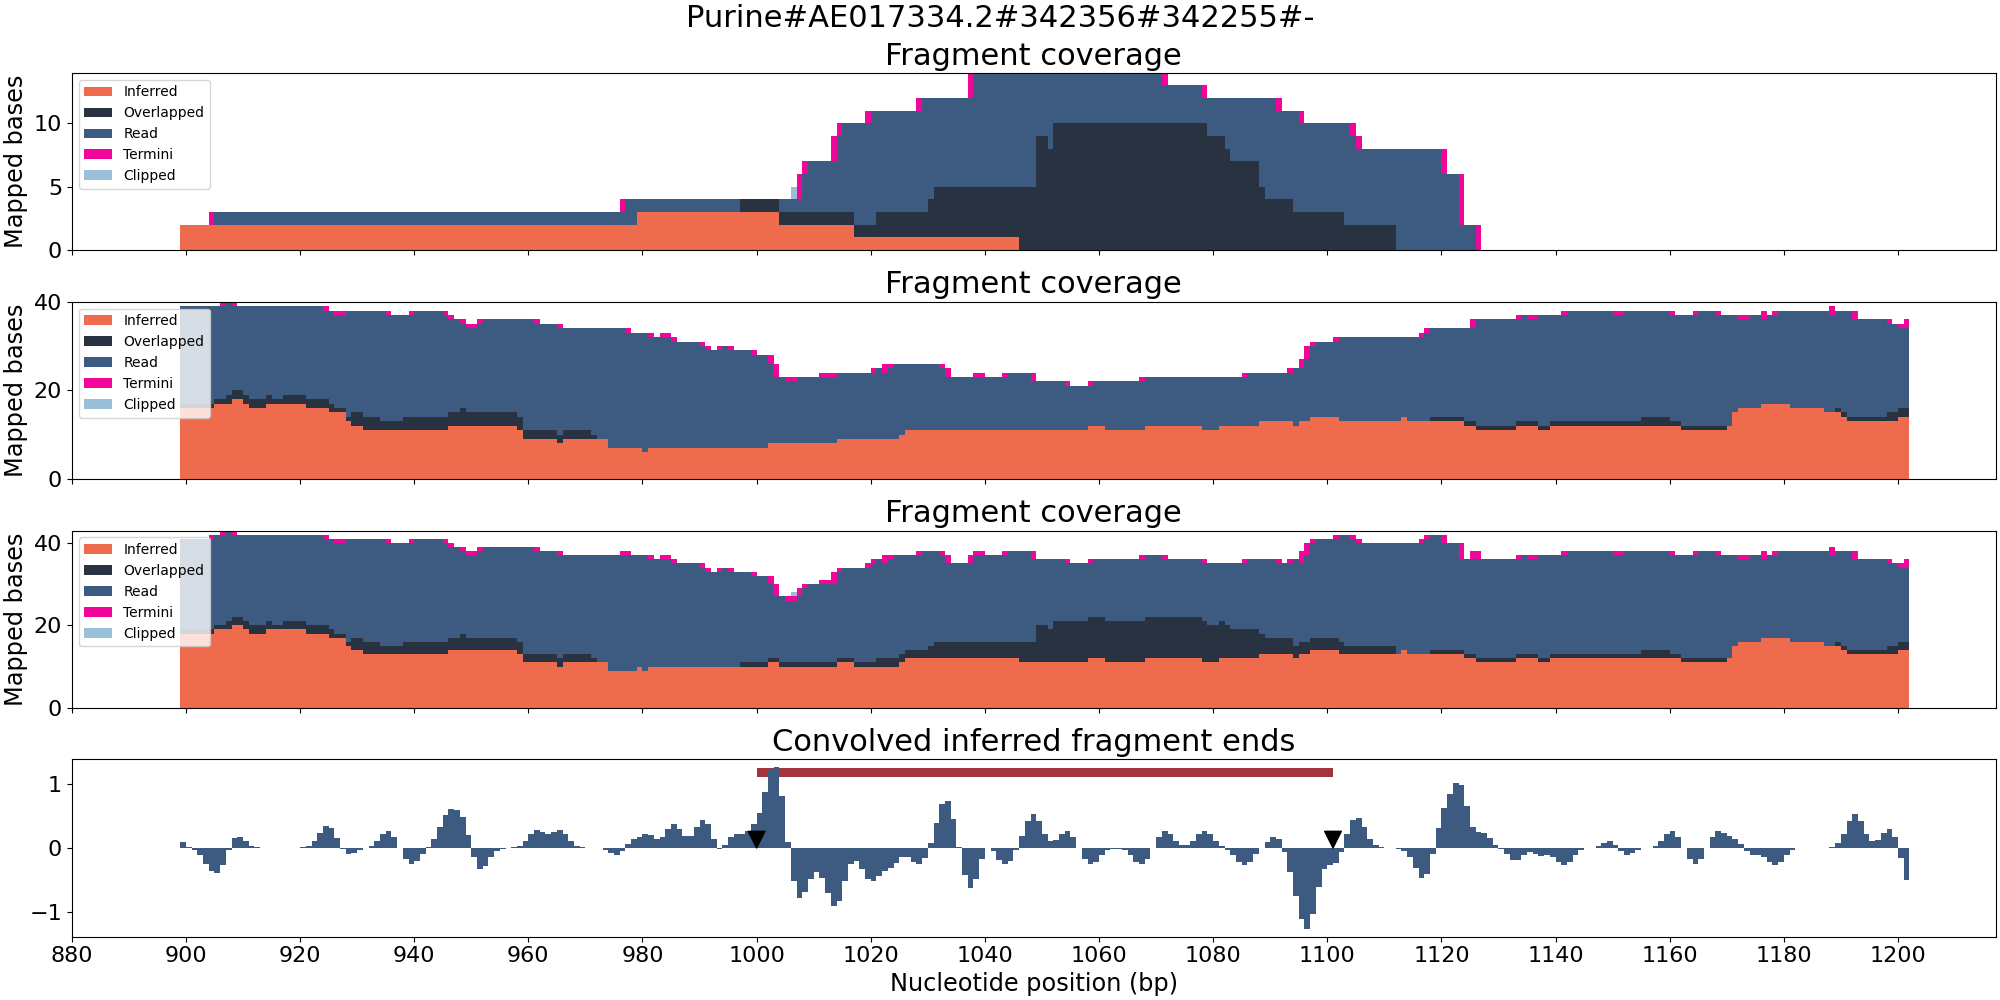 Purine#AE017334.2#342356#342255#-
Fragment coverage
Mapped bases
10
5
0
Inferred
Overlapped
Read
Termini
Clipped
Fragment coverage
Mapped bases
40
20
0
Inferred
Overlapped
Read
Termini
Clipped
Fragment coverage
Mapped bases
40
20
0
Inferred
Overlapped
Read
Termini
Clipped
Convolved inferred fragment ends
1
0
−1
880 900 920 940 960 980 1000 1020 1040 1060 1080 1100 1120 1140 1160 1180 1200
Nucleotide position (bp)